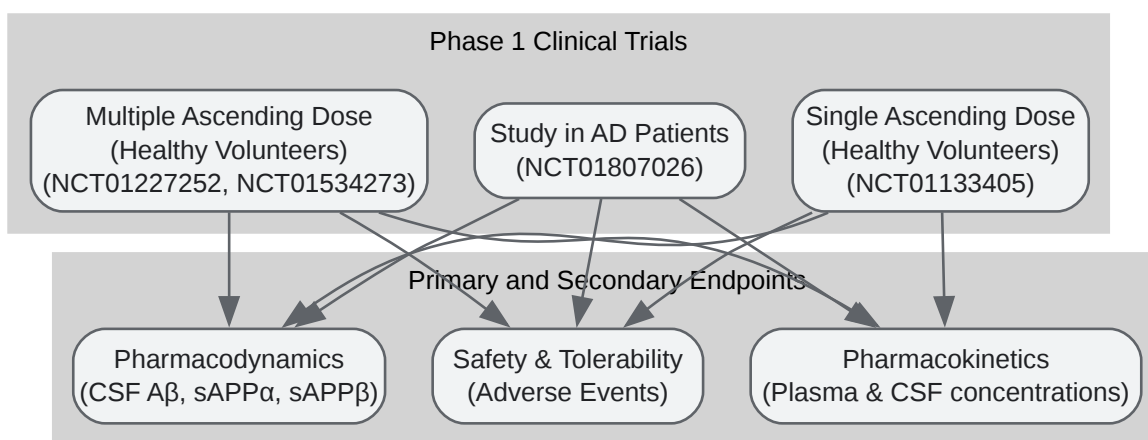 Phase 1 Clinical Trials
Multiple Ascending Dose
(Healthy Volunteers)
(NCT01227252, NCT01534273)
Study in AD Patients
(NCT01807026)
Single Ascending Dose
(Healthy Volunteers)
(NCT01133405)
Primary and Secondary Endpoints
Pharmacodynamics
(CSF Aβ, sAPPα, sAPPβ)
Safety & Tolerability
(Adverse Events)
Pharmacokinetics
(Plasma & CSF concentrations)